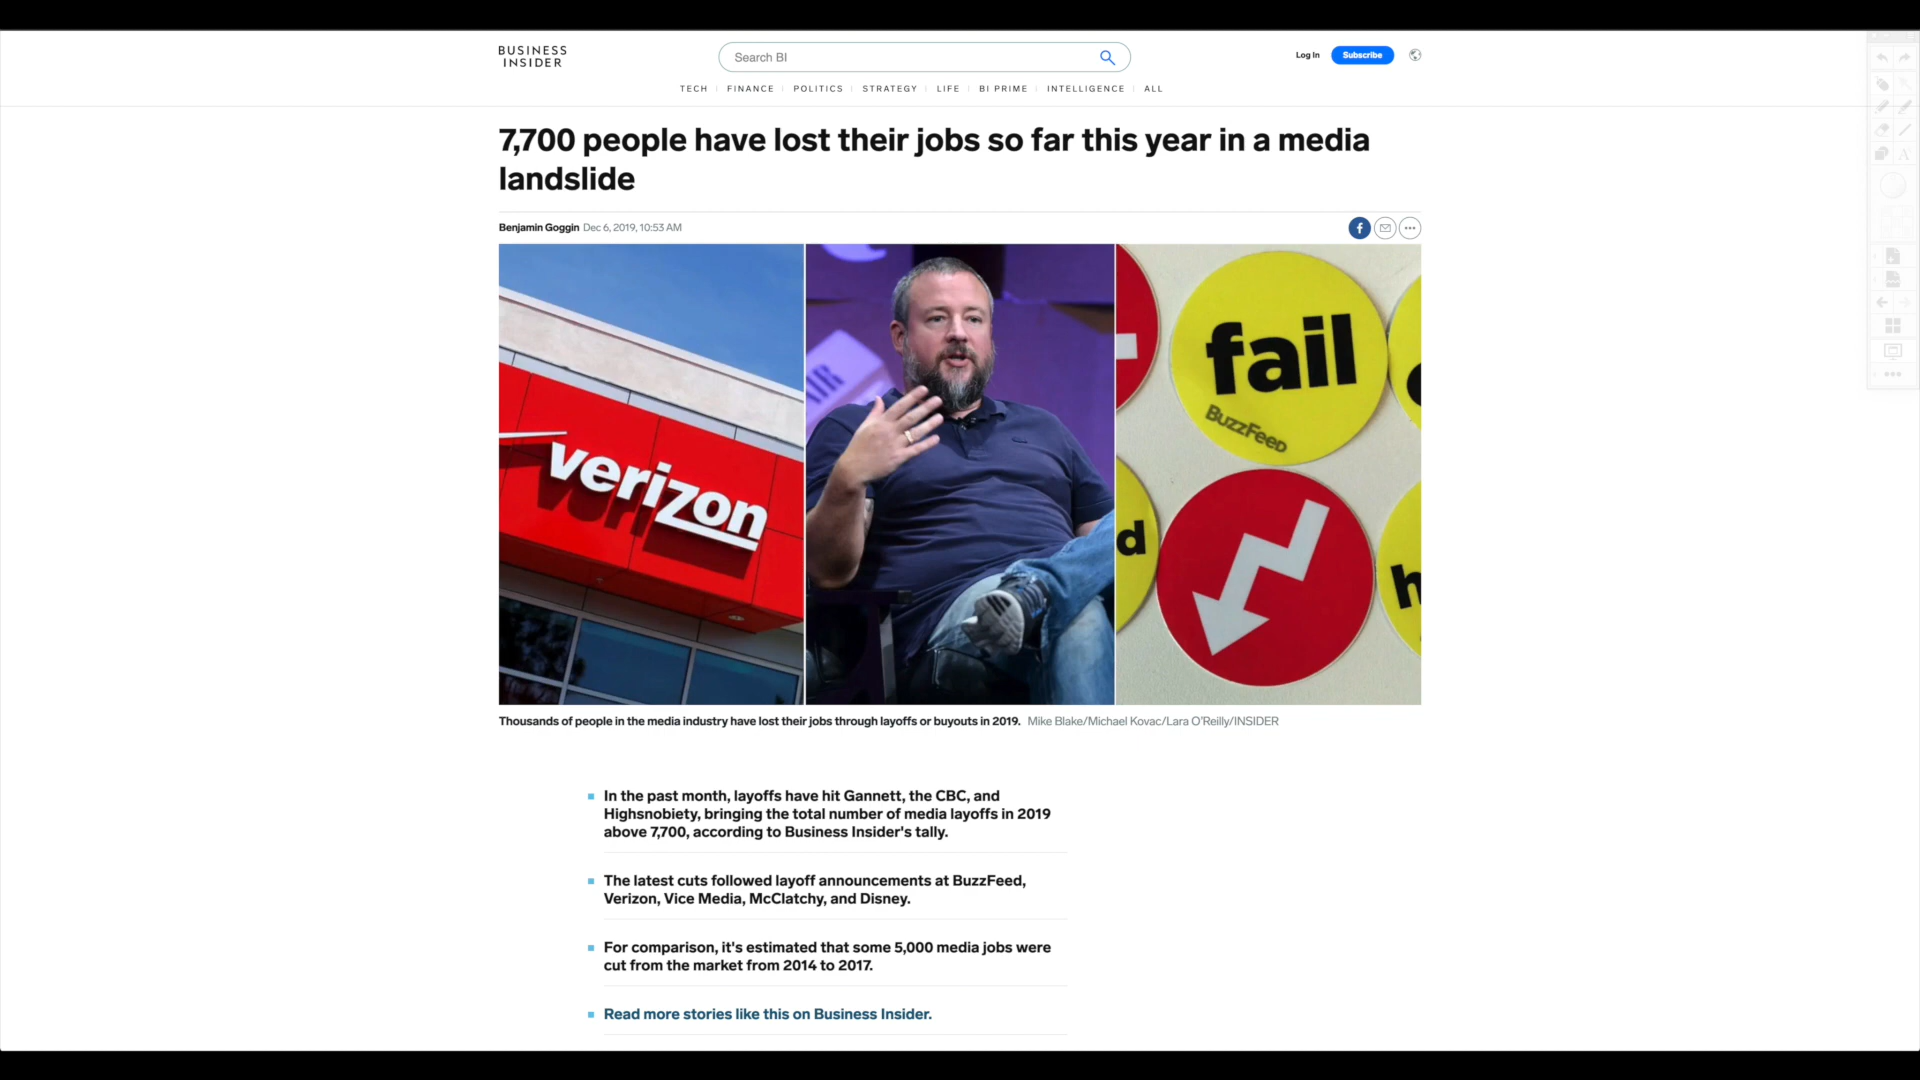 BUSINESS
INSIDER
Search BI
Log In
Subscribe
TECH
FINANCE
POLITICS
STRATEGY
LIFE
BI PRIME
INTELLIGENCE
ALL
7,700 people have lost their jobs so far this year in a media
landslide
Benjamin Goggin Dec 6, 2019, 10:53 AM
verizon
fail
BuzzFeed
d
h
Thousands of people in the media industry have lost their jobs through layoffs or buyouts in 2019. Mike Blake/Michael Kovac/Lara O'Reilly/INSIDER
In the past month, layoffs have hit Gannett, the CBC, and
Highsnobiety, bringing the total number of media layoffs in 2019
above 7,700, according to Business Insider's tally.
The latest cuts followed layoff announcements at BuzzFeed,
Verizon, Vice Media, McClatchy, and Disney.
For comparison, it's estimated that some 5,000 media jobs were
cut from the market from 2014 to 2017.
Read more stories like this on Business Insider.